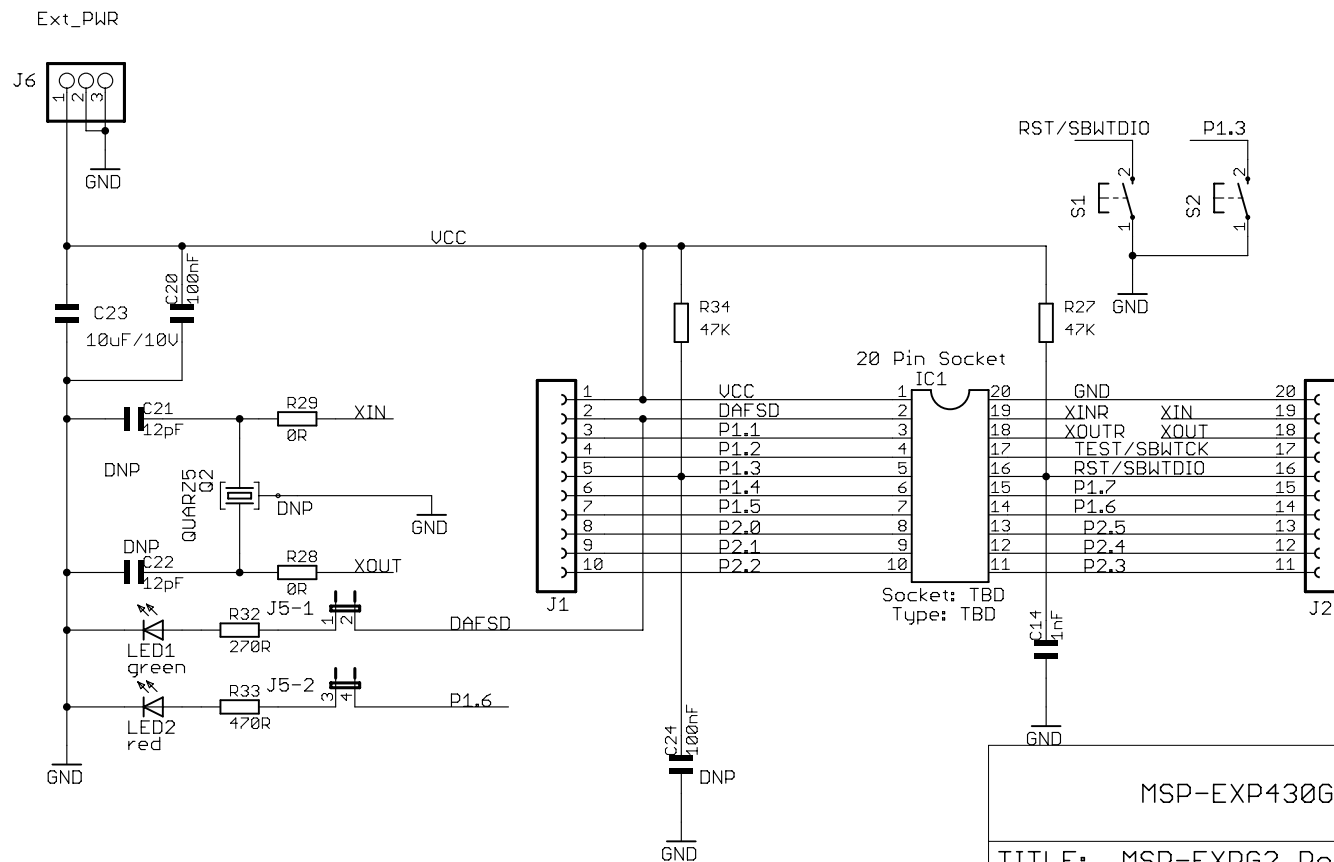 Ext_PWR
J6
1
2
3
GND
RST/SBWTDIO
P1.3
S1
2
1
S2
2
1
GND
VCC
C23
10uF/10V
C20
100nF
R34
47K
R27
47K
C21
12pF
DNP
R29
0R
XIN
QUARZ5
Q2
DNP
GND
DNP
C22
12pF
R28
0R
XOUT
LED1
green
R32
270R
J5-1
1
2
DAFSD
LED2
red
R33
470R
J5-2
3
4
P1.6
GND
20 Pin Socket
IC1
1 VCC 1 20 GND 20
2 DAFSD 2 19 XINR XIN 19
3 P1.1 3 18 XOUTR XOUT 18
4 P1.2 4 17 TEST/SBWTCK 17
5 P1.3 5 16 RST/SBWTDIO 16
6 P1.4 6 15 P1.7 15
7 P1.5 7 14 P1.6 14
8 P2.0 8 13 P2.5 13
9 P2.1 9 12 P2.4 12
10 P2.2 10 11 P2.3 11
J1
Socket: TBD
Type: TBD
J2
C14
1nF
GND
C24
100nF
DNP
GND
MSP-EXP430G
TITLE: MSP-EXPG2_Re